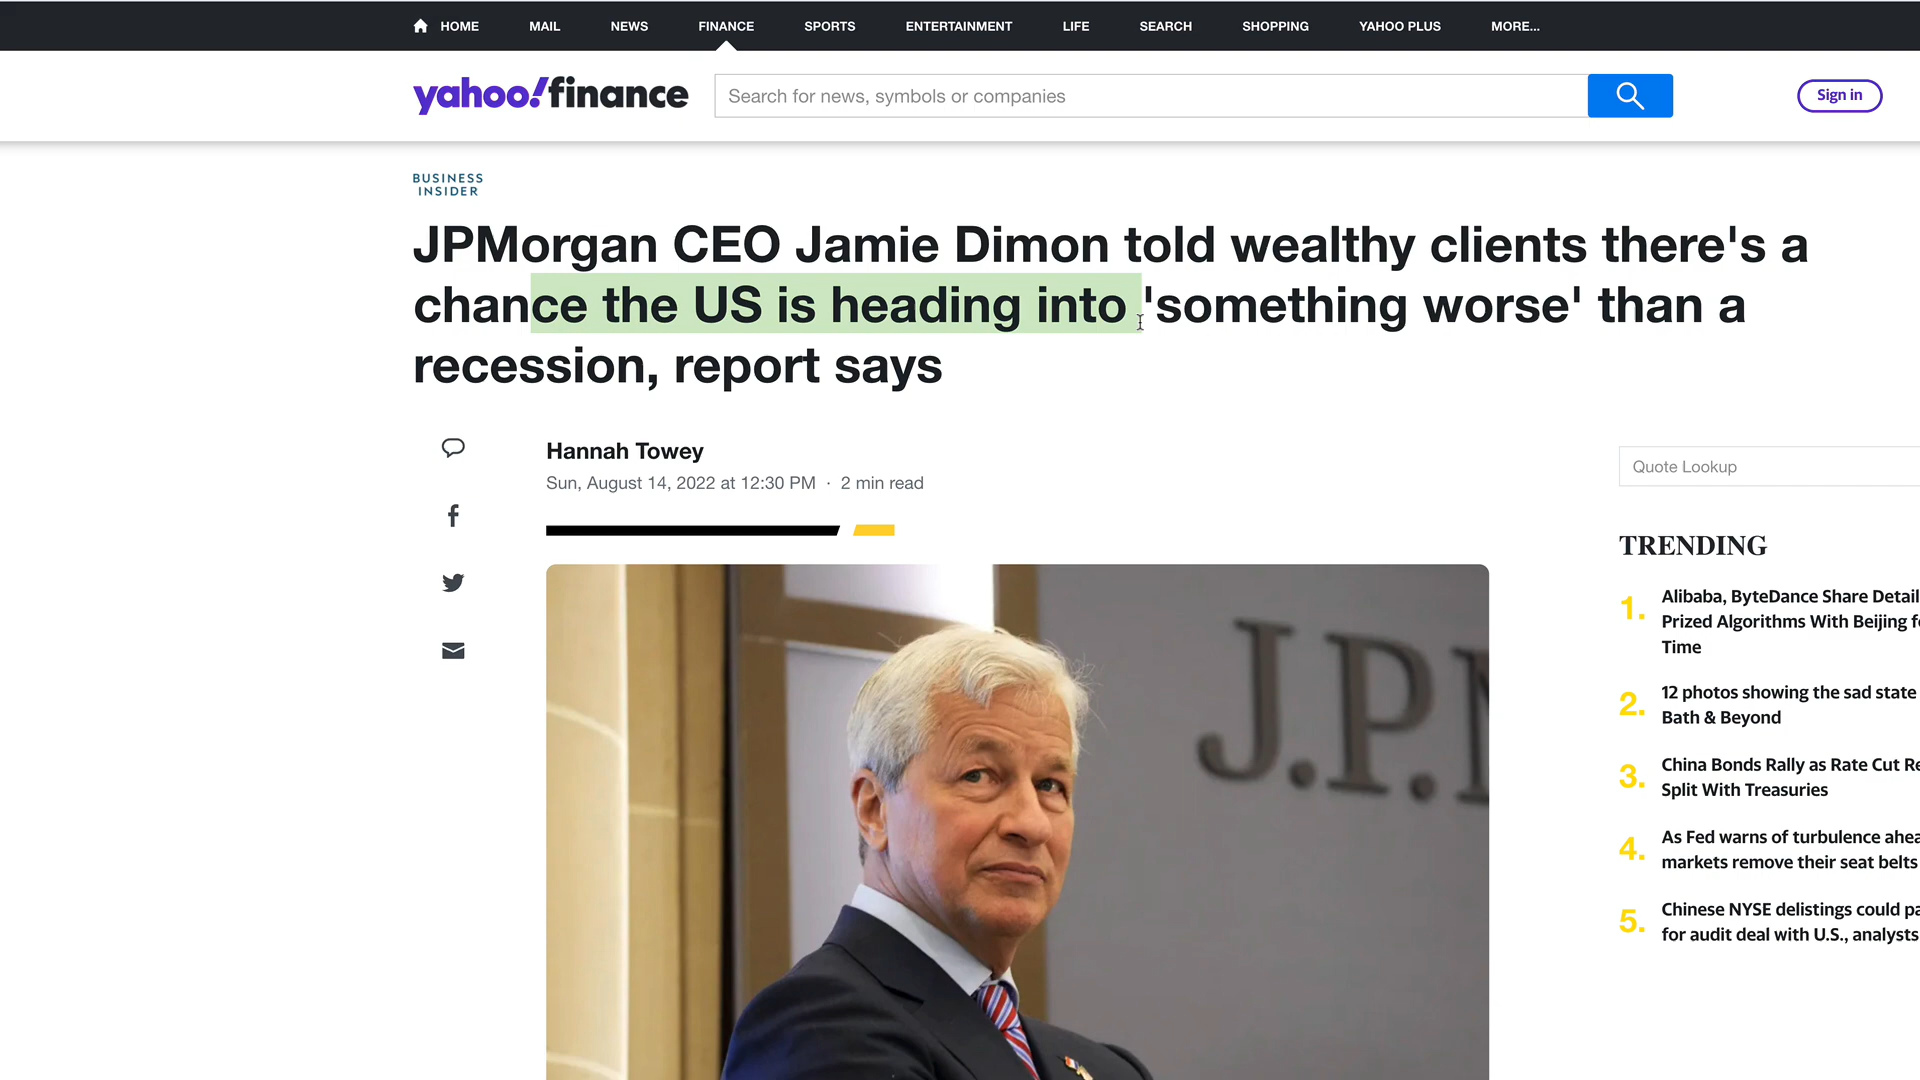 HOME MAIL NEWS FINANCE SPORTS ENTERTAINMENT LIFE SEARCH SHOPPING YAHOO PLUS MORE...
yahoo!finance
Search for news, symbols or companies
Sign in
BUSINESS
INSIDER
JPMorgan CEO Jamie Dimon told wealthy clients there's a
chance the US is heading into 'something worse' than a
recession, report says
Hannah Towey
Sun, August 14, 2022 at 12:30 PM · 2 min read
J.P.
Quote Lookup
TRENDING
1. Alibaba, ByteDance Share Detail
Prized Algorithms With Beijing
Time
2. 12 photos showing the sad state
Bath & Beyond
3. China Bonds Rally as Rate Cut
Split With Treasuries
4. As Fed warns of turbulence
markets remove their seat belts
5. Chinese NYSE delistings could
for audit deal with U.S., analysts